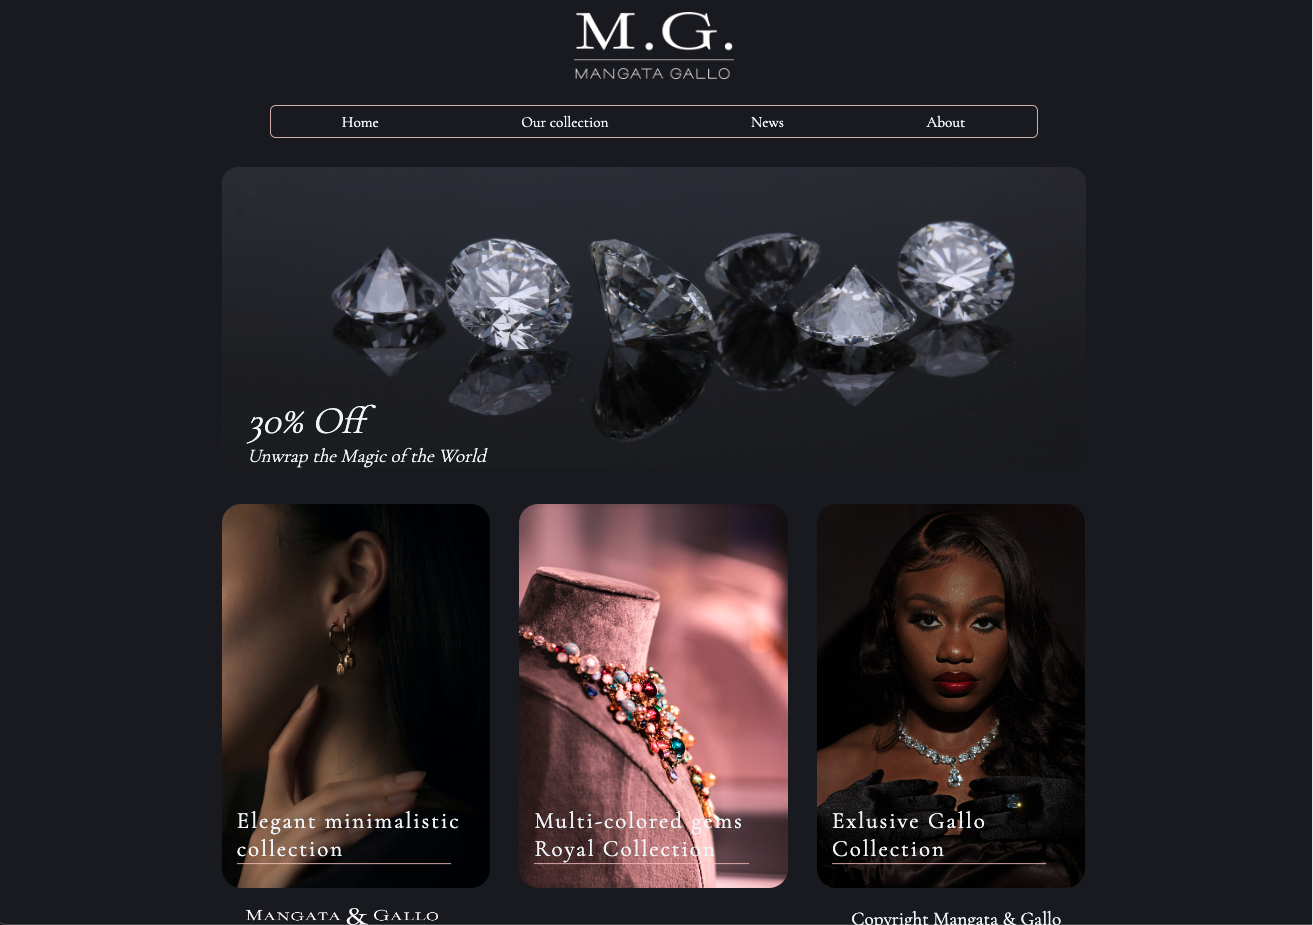 M.G.
MANGATA GALLO
Home Our collection News About
30% Off
Unwrap the Magic of the World
Elegant minimalistic
collection
Multi-colored gems
Royal Collection
Exlusive Gallo
Collection
MANGATA & GALLO
Copyright Mangata & Gallo